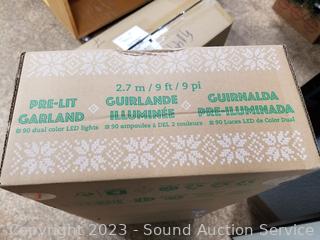 2.7 m / 9 ft / 9 pi
PRE-LIT
GARLAND
90 dual color LED lights
GUIRLANDE
ILLUMINÉE
90 ampoules à DEL 2 couleurs
GUIRNALDA
PRE-ILUMINADA
90 Luces LED de Color Dual
Copyright 2023 - Sound Auction Service